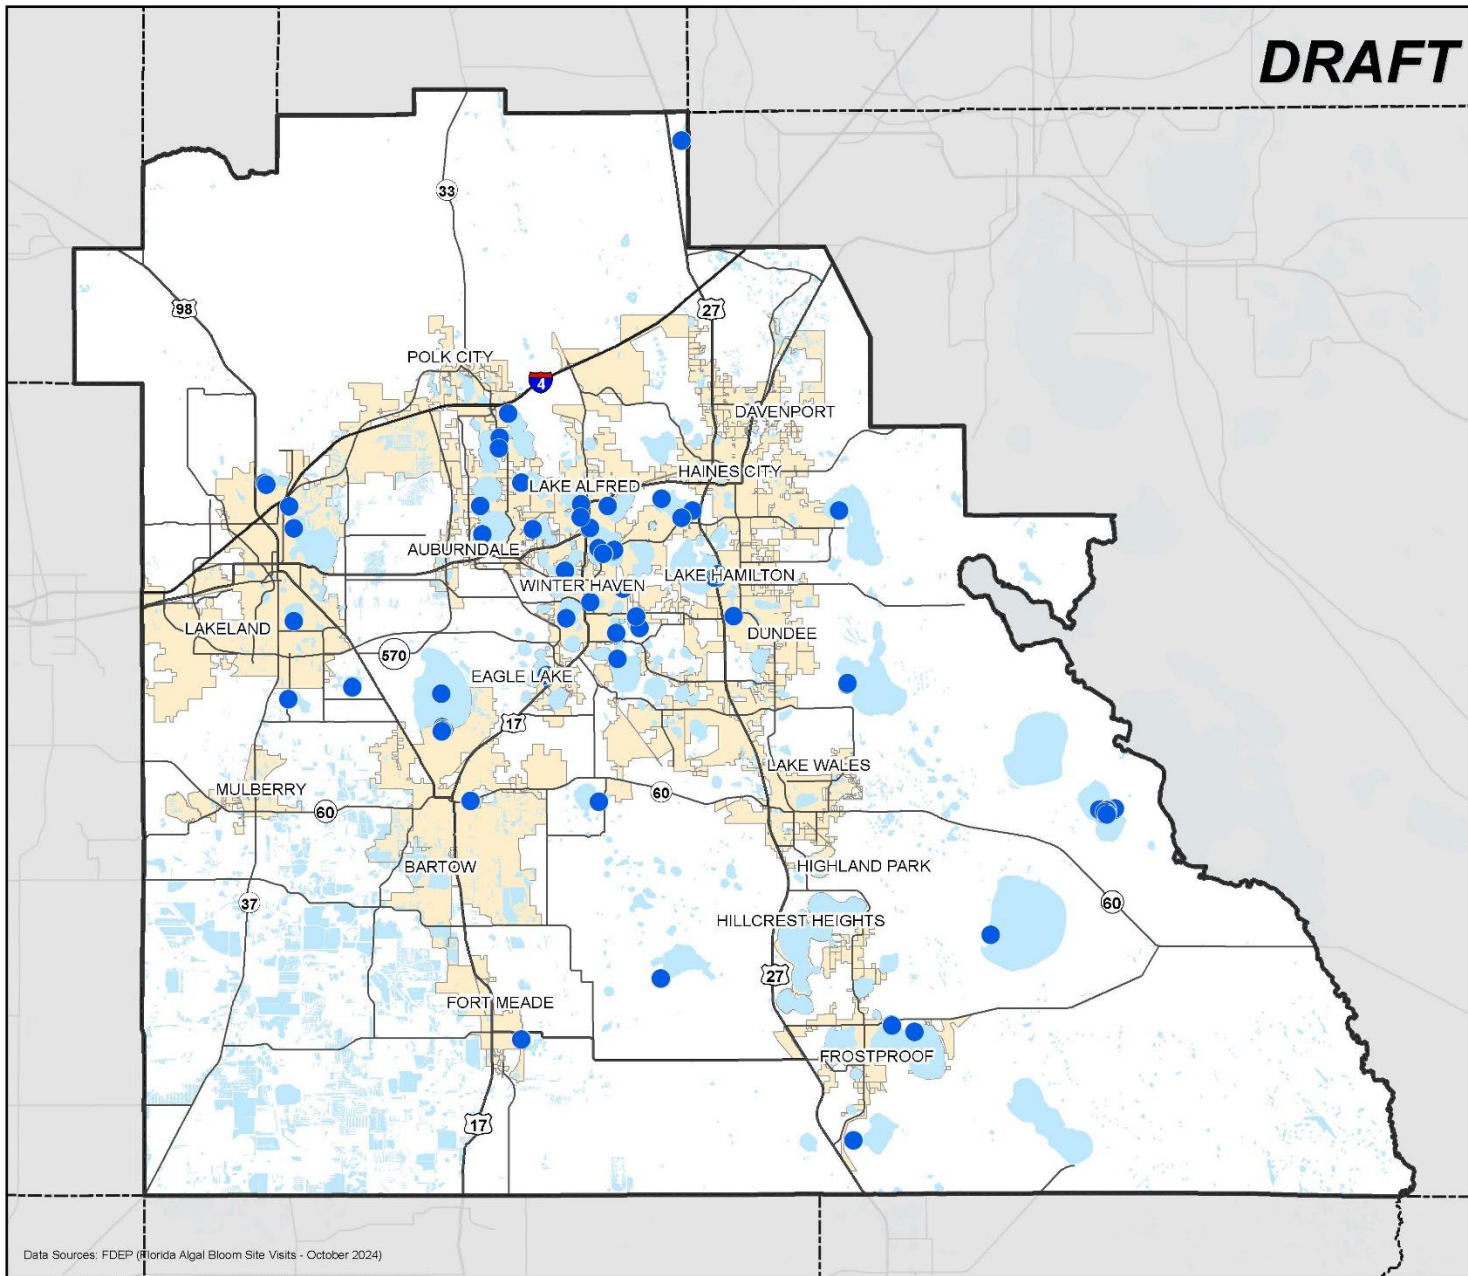 DRAFT
33
98
27
POLK CITY
4
DAVENPORT
HAINES CITY
LAKE ALFRED
AUBURNDALE
LAKE HAMILTON
WINTER HAVEN
LAKELAND
DUNDEE
570
EAGLE LAKE
17
LAKE WALES
MULBERRY
60
60
BARTOW
HIGHLAND PARK
37
60
HILLCREST HEIGHTS
27
FORT MEADE
FROSTPROOF
17
Data Sources: FDEP (Florida Algal Bloom Site Visits - October 2024)